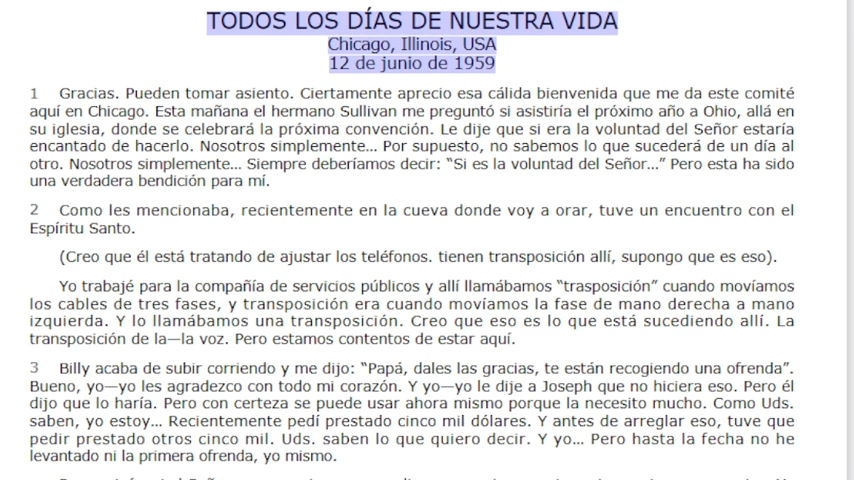 TODOS LOS DÍAS DE NUESTRA VIDA
Chicago, Illinois, USA
12 de junio de 1959
1 Gracias. Pueden tomar asiento. Ciertamente aprecio esa cálida bienvenida que me da este comité
aquí en Chicago. Esta mañana el hermano Sullivan me preguntó si asistiría el próximo año a Ohio, allá en
su iglesia, donde se celebrará la próxima convención. Le dije que si era la voluntad del Señor estaría
encantado de hacerlo. Nosotros simplemente... Por supuesto, no sabemos lo que sucederá de un día al
otro. Nosotros simplemente... Siempre deberíamos decir: “Si es la voluntad del Señor...” Pero esta ha sido
una verdadera bendición para mí.
2 Como les mencionaba, recientemente en la cueva donde voy a orar, tuve un encuentro con el
Espíritu Santo.
(Creo que él está tratando de ajustar los teléfonos. tienen transposición allí, supongo que es eso).
Yo trabajé para la compañía de servicios públicos y allí llamábamos “trasposición” cuando movíamos
los cables de tres fases, y transposición era cuando movíamos la fase de mano derecha a mano
izquierda. Y lo llamábamos una transposición. Creo que eso es lo que está sucediendo allí. La
transposición de la—la voz. Pero estamos contentos de estar aquí.
3 Billy acaba de subir corriendo y me dijo: “Papá, dales las gracias, te están recogiendo una ofrenda”.
Bueno, yo—yo les agradezco con todo mi corazón. Y yo—yo le dije a Joseph que no hiciera eso. Pero él
dijo que lo haría. Pero con certeza se puede usar ahora mismo porque la necesito mucho. Como Uds.
saben, yo estoy... Recientemente pedí prestado cinco mil dólares. Y antes de arreglar eso, tuve que
pedir prestado otros cinco mil. Uds. saben lo que quiero decir. Y yo... Pero hasta la fecha no he
levantado ni la primera ofrenda, yo mismo.